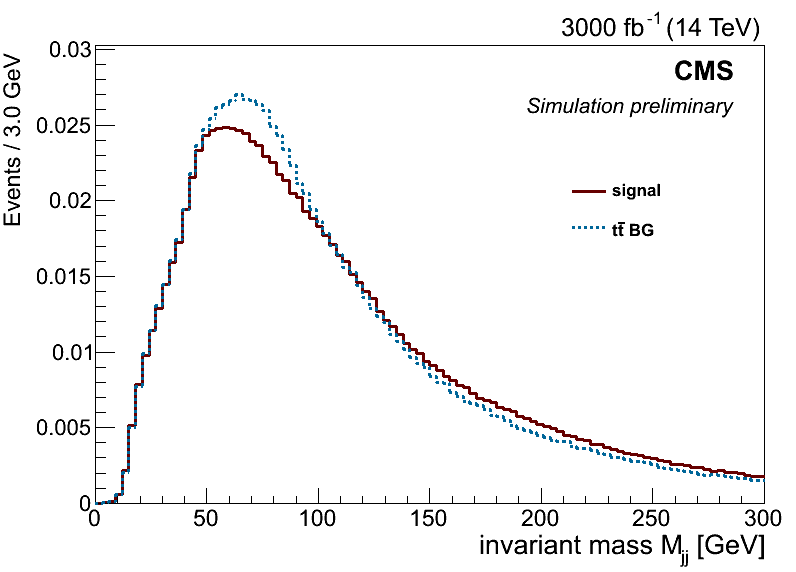 3000 fb-1 (14 TeV)
CMS
Simulation preliminary
signal
tt̄ BG
Events / 3.0 GeV
0.03
0.025
0.02
0.015
0.01
0.005
0
0 50 100 150 200 250 300
invariant mass Mjj [GeV]